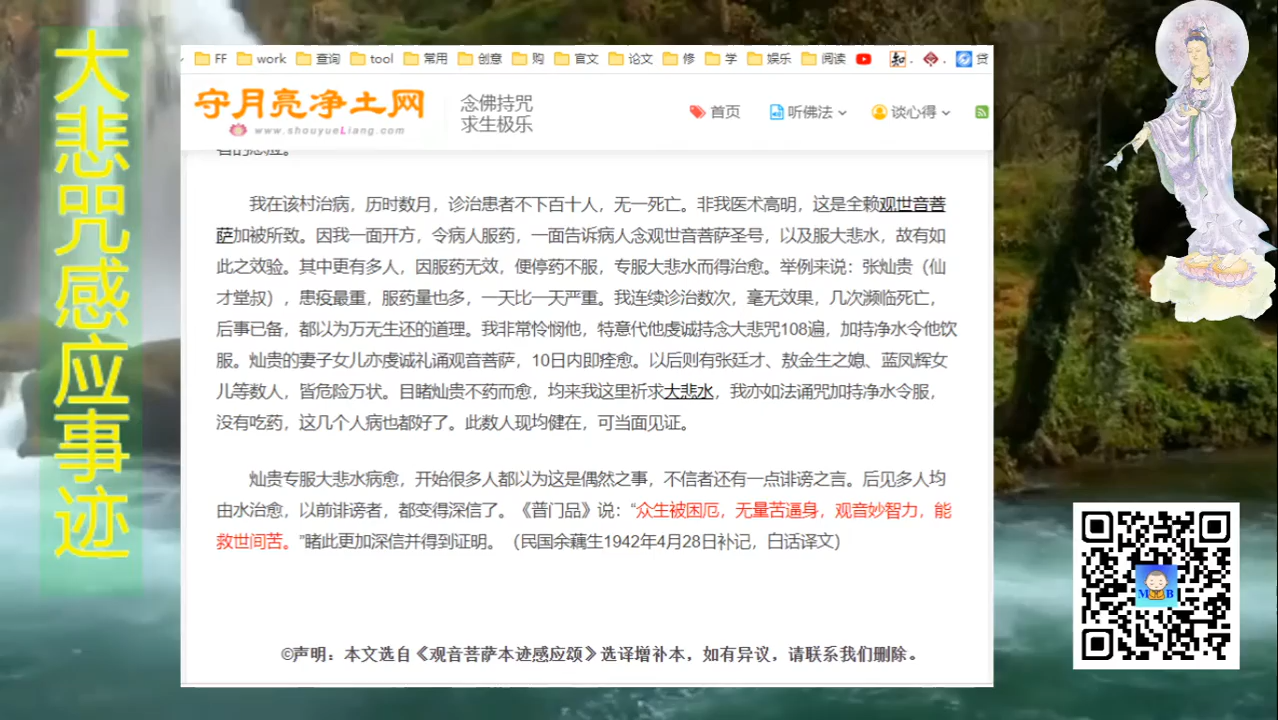 大悲咒感应事迹
FF work 查询 tool 常用 创意 购 官文 论文 修 学 娱乐 阅读 知 . . 贷
守月亮净土网
www.shouyueLiang.com
念佛持咒
求生极乐
首页 听佛法 谈心得
者的感应。
我在该村治病，历时数月，诊治患者不下百十人，无一死亡。非我医术高明，这是全赖观世音菩
萨加被所致。因我一面开方，令病人服药，一面告诉病人念观世音菩萨圣号，以及服大悲水，故有如
此之效验。其中更有多人，因服药无效，便停药不服，专服大悲水而得治愈。举例来说：张灿贵（仙
才堂叔），患疫最重，服药量也多，一天比一天严重。我连续诊治数次，毫无效果，几次濒临死亡，
后事已备，都以为万无生还的道理。我非常怜悯他，特意代他虔诚持念大悲咒108遍，加持净水令他饮
服。灿贵的妻子女儿亦虔诚礼诵观音菩萨，10日内即痊愈。以后则有张廷才、敖金生之媳、蓝凤辉女
儿等数人，皆危险万状。目睹灿贵不药而愈，均来我这里祈求大悲水，我亦如法诵咒加持净水令服，
没有吃药，这几个人病也都好了。此数人现均健在，可当面见证。
灿贵专服大悲水病愈，开始很多人都以为这是偶然之事，不信者还有一点诽谤之言。后见多人均
由水治愈，以前诽谤者，都变得深信了。《普门品》说：“众生被困厄，无量苦逼身，观音妙智力，能
救世间苦。”睹此更加深信并得到证明。（民国余藕生1942年4月28日补记，白话译文）
©声明：本文选自《观音菩萨本迹感应颂》选译增补本，如有异议，请联系我们删除。
M B